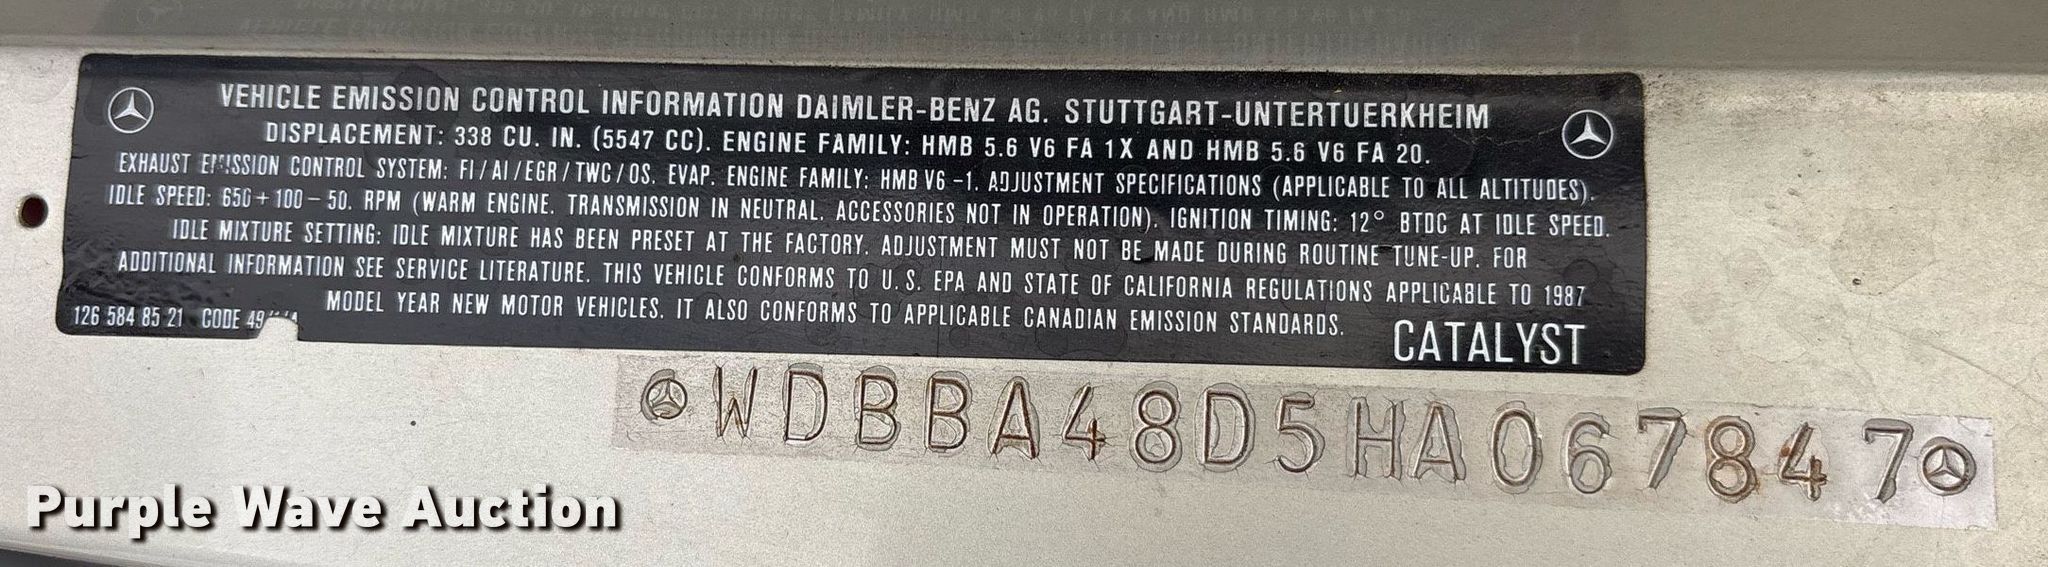 VEHICLE EMISSION CONTROL INFORMATION DAIMLER-BENZ AG. STUTTGART-UNTERTUERKHEIM
DISPLACEMENT: 338 CU. IN. (5547 CC). ENGINE FAMILY: HMB 5.6 V6 FA 1X AND HMB 5.6 V6 FA 20.
EXHAUST EMISSION CONTROL SYSTEM: FI/AI/EGR/TWC/OS. EVAP. ENGINE FAMILY: HMB V6-1. ADJUSTMENT SPECIFICATIONS (APPLICABLE TO ALL ALTITUDES).
IDLE SPEED: 650+100-50. RPM (WARM ENGINE. TRANSMISSION IN NEUTRAL. ACCESSORIES NOT IN OPERATION). IGNITION TIMING: 12° BTDC AT IDLE SPEED.
IDLE MIXTURE SETTING: IDLE MIXTURE HAS BEEN PRESET AT THE FACTORY. ADJUSTMENT MUST NOT BE MADE DURING ROUTINE TUNE-UP. FOR
ADDITIONAL INFORMATION SEE SERVICE LITERATURE. THIS VEHICLE CONFORMS TO U.S. EPA AND STATE OF CALIFORNIA REGULATIONS APPLICABLE TO 1987
MODEL YEAR NEW MOTOR VEHICLES. IT ALSO CONFORMS TO APPLICABLE CANADIAN EMISSION STANDARDS.
126 584 85 21 CODE
CATALYST
WDBBA48D5HA067847
Purple Wave Auction